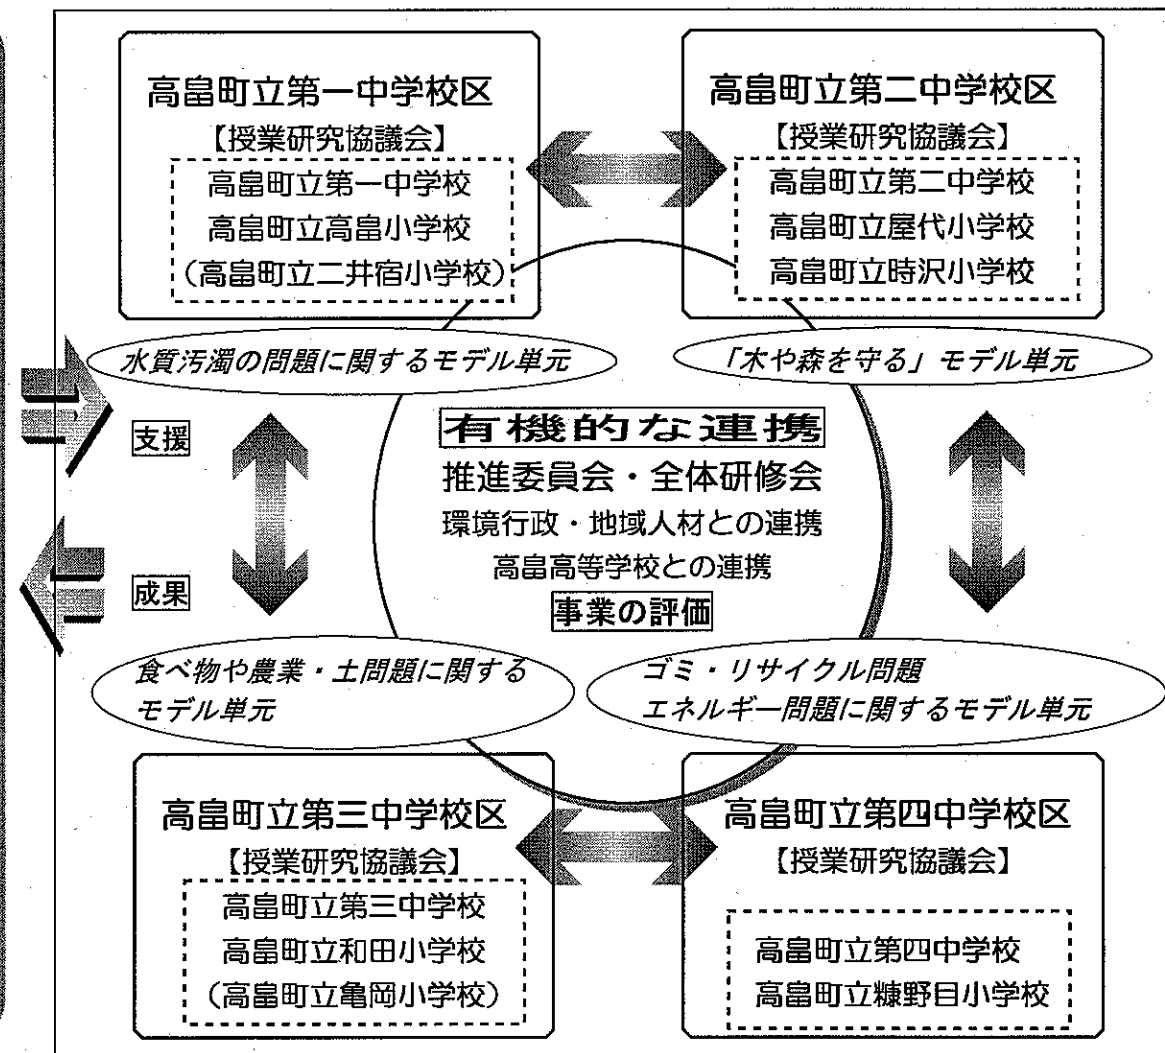 高畠町立第一中学校区
【授業研究協議会】
高畠町立第一中学校
高畠町立高畠小学校
（高畠町立二井宿小学校）
高畠町立第二中学校区
【授業研究協議会】
高畠町立第二中学校
高畠町立屋代小学校
高畠町立時沢小学校
水質汚濁の問題に関するモデル単元
「木や森を守る」モデル単元
支援
成果
有機的な連携
推進委員会・全体研修会
環境行政・地域人材との連携
高畠高等学校との連携
事業の評価
食べ物や農業・土問題に関する
モデル単元
ゴミ・リサイクル問題
エネルギー問題に関するモデル単元
高畠町立第三中学校区
【授業研究協議会】
高畠町立第三中学校
高畠町立和田小学校
（高畠町立亀岡小学校）
高畠町立第四中学校区
【授業研究協議会】
高畠町立第四中学校
高畠町立糠野目小学校